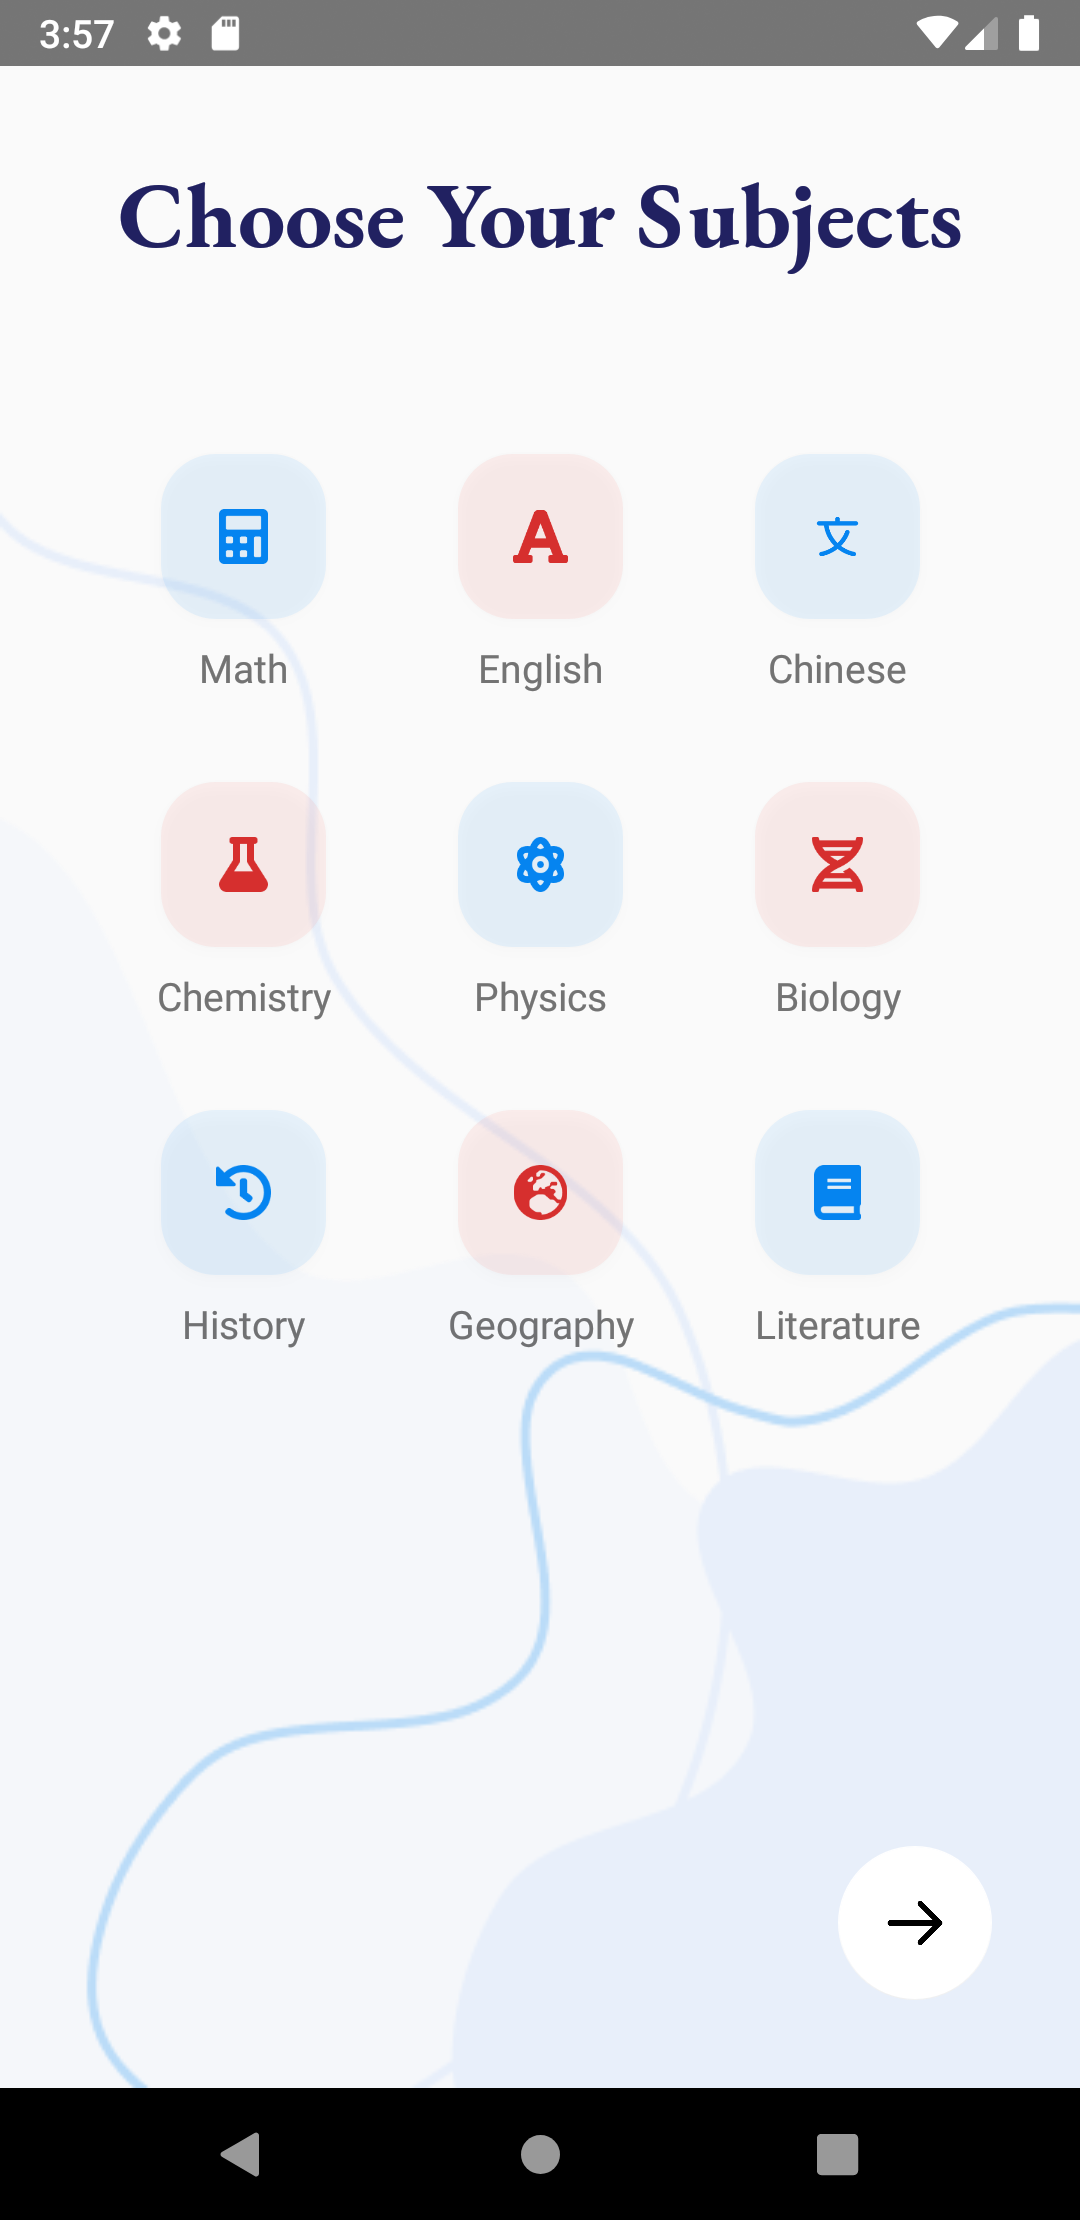 3:57
Choose Your Subjects
A
文
Math
English
Chinese
Chemistry
Physics
Biology
History
Geography
Literature